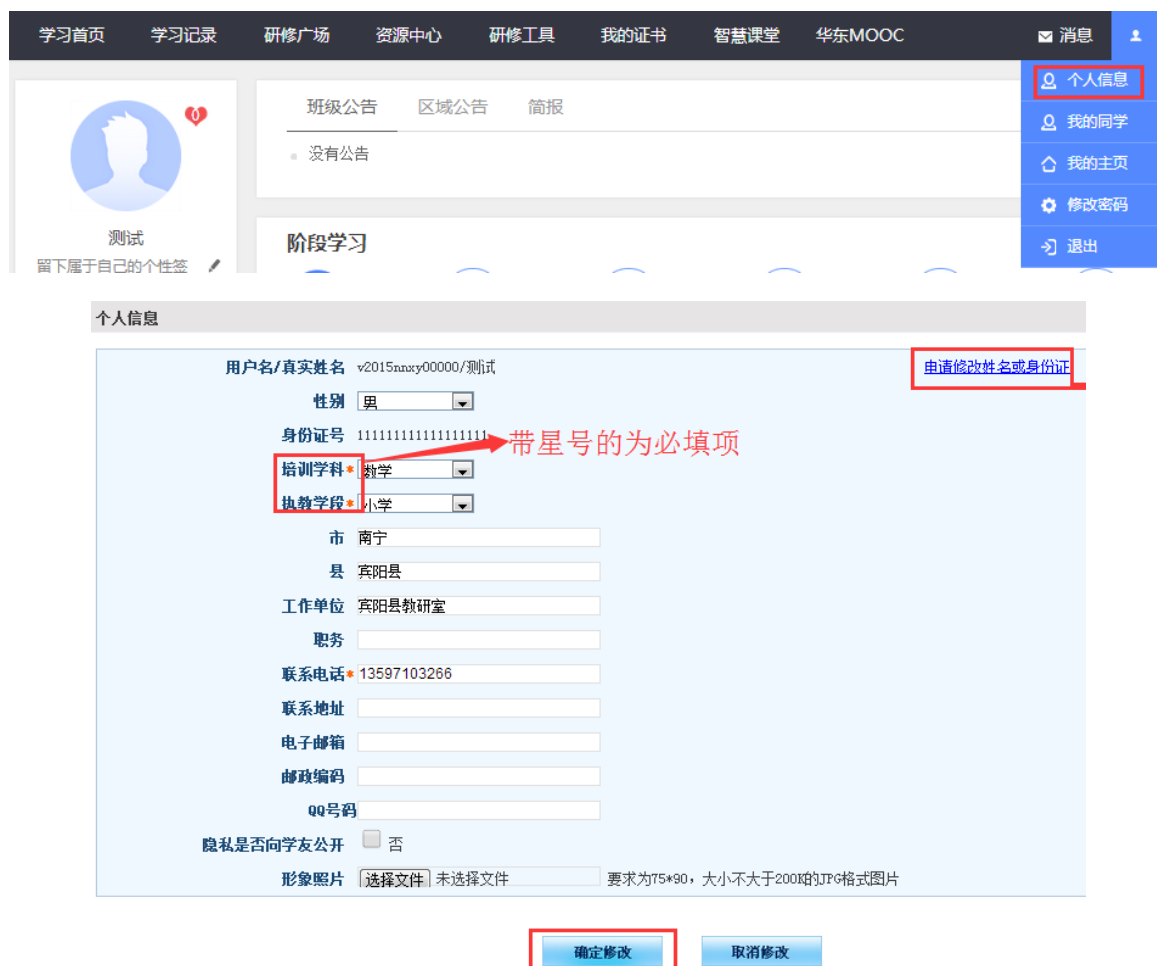 学习首页 学习记录 研修广场 资源中心 研修工具 我的证书 智慧课堂 华东MOOC 消息
个人信息
我的同学
我的主页
修改密码
退出
班级公告 区域公告 简报
没有公告
0
测试
留下属于自己的个性签
阶段学习
个人信息
用户名/真实姓名 v2015nnxy00000/测试 申请修改姓名或身份证
性别 男
身份证号 111111111111111111
带星号的为必填项
培训学科* 数学
执教学段* 小学
市 南宁
县 宾阳县
工作单位 宾阳县教研室
职务
联系电话* 13597103266
联系地址
电子邮箱
邮政编码
QQ号码
隐私是否向学友公开 否
形象照片 选择文件 未选择文件 要求为75*90，大小不大于200K的JPG格式图片
确定修改 取消修改